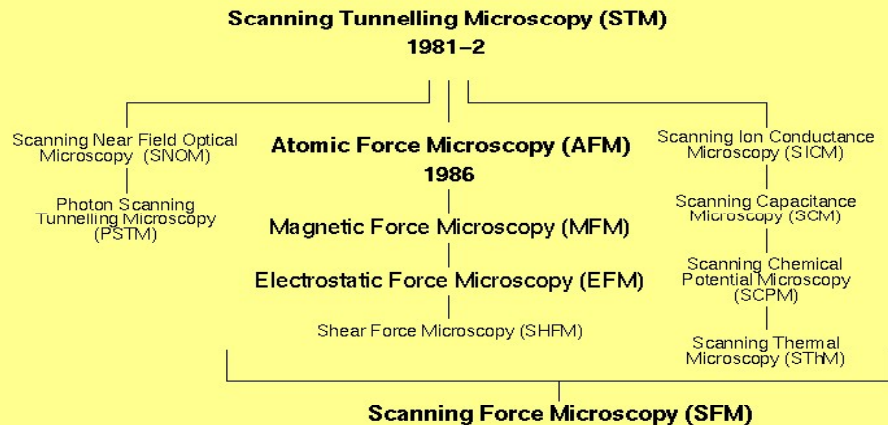 Scanning Tunnelling Microscopy (STM)
1981-2
Scanning Near Field Optical
Microscopy (SNOM)
Photon Scanning
Tunnelling Microscopy
(PSTM)
Atomic Force Microscopy (AFM)
1986
Magnetic Force Microscopy (MFM)
Electrostatic Force Microscopy (EFM)
Shear Force Microscopy (SHFM)
Scanning Ion Conductance
Microscopy (SICM)
Scanning Capacitance
Microscopy (SCM)
Scanning Chemical
Potential Microscopy
(SCPM)
Scanning Thermal
Microscopy (SThM)
Scanning Force Microscopy (SFM)